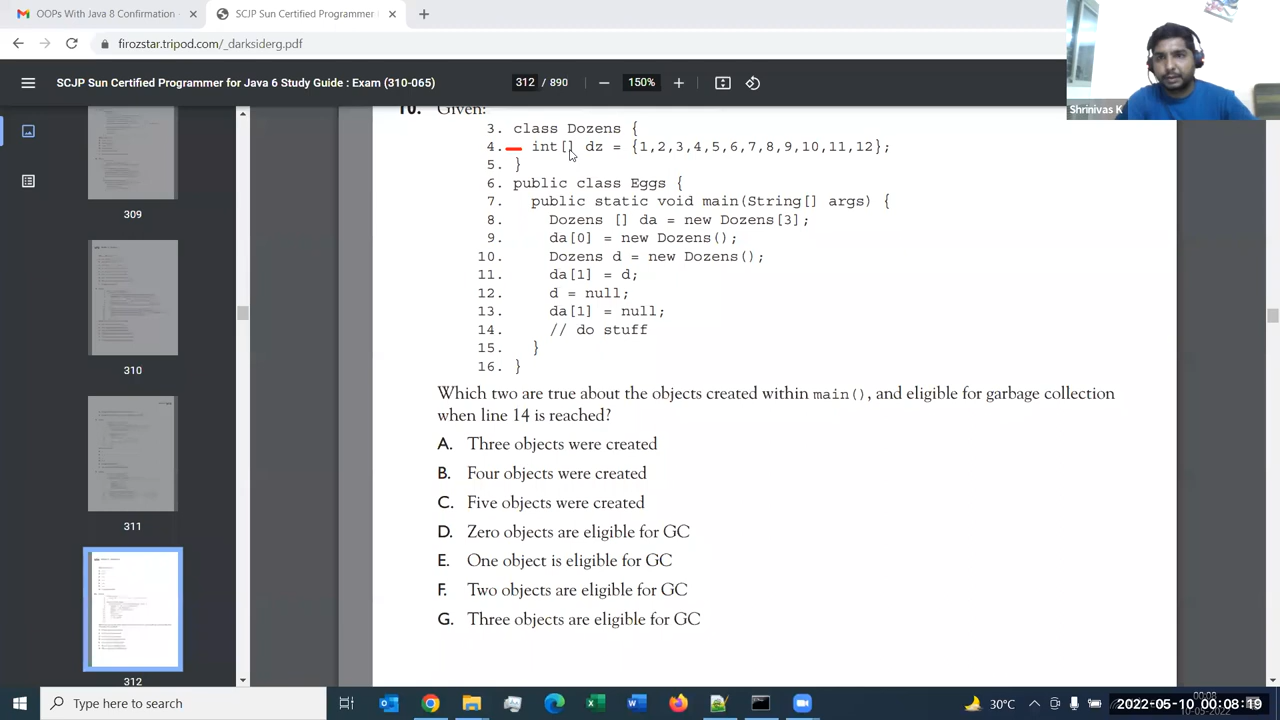 OOPs With Java 8 Confirmation
SCJP Sun Certified Programmer
firozstar.tripod.com/_darksiderg.pdf
SCJP Sun Certified Programmer for Java 6 Study Guide : Exam (310-065)
312 / 890
150%
Shrinivas K
309
310
311
312
10. Given:
3. class Dozens {
4. int[] dz = {1,2,3,4,5,6,7,8,9,10,11,12};
5. }
6. public class Eggs {
7. public static void main(String[] args) {
8. Dozens [] da = new Dozens[3];
9. da[0] = new Dozens();
10. Dozens d = new Dozens();
11. da[1] = d;
12. d = null;
13. da[1] = null;
14. // do stuff
15. }
16. }
Which two are true about the objects created within main(), and eligible for garbage collection
when line 14 is reached?
A. Three objects were created
B. Four objects were created
C. Five objects were created
D. Zero objects are eligible for GC
E. One object is eligible for GC
F. Two objects are eligible for GC
G. Three objects are eligible for GC
Type here to search
30°C
00:08
2022-05-10 00:08:19